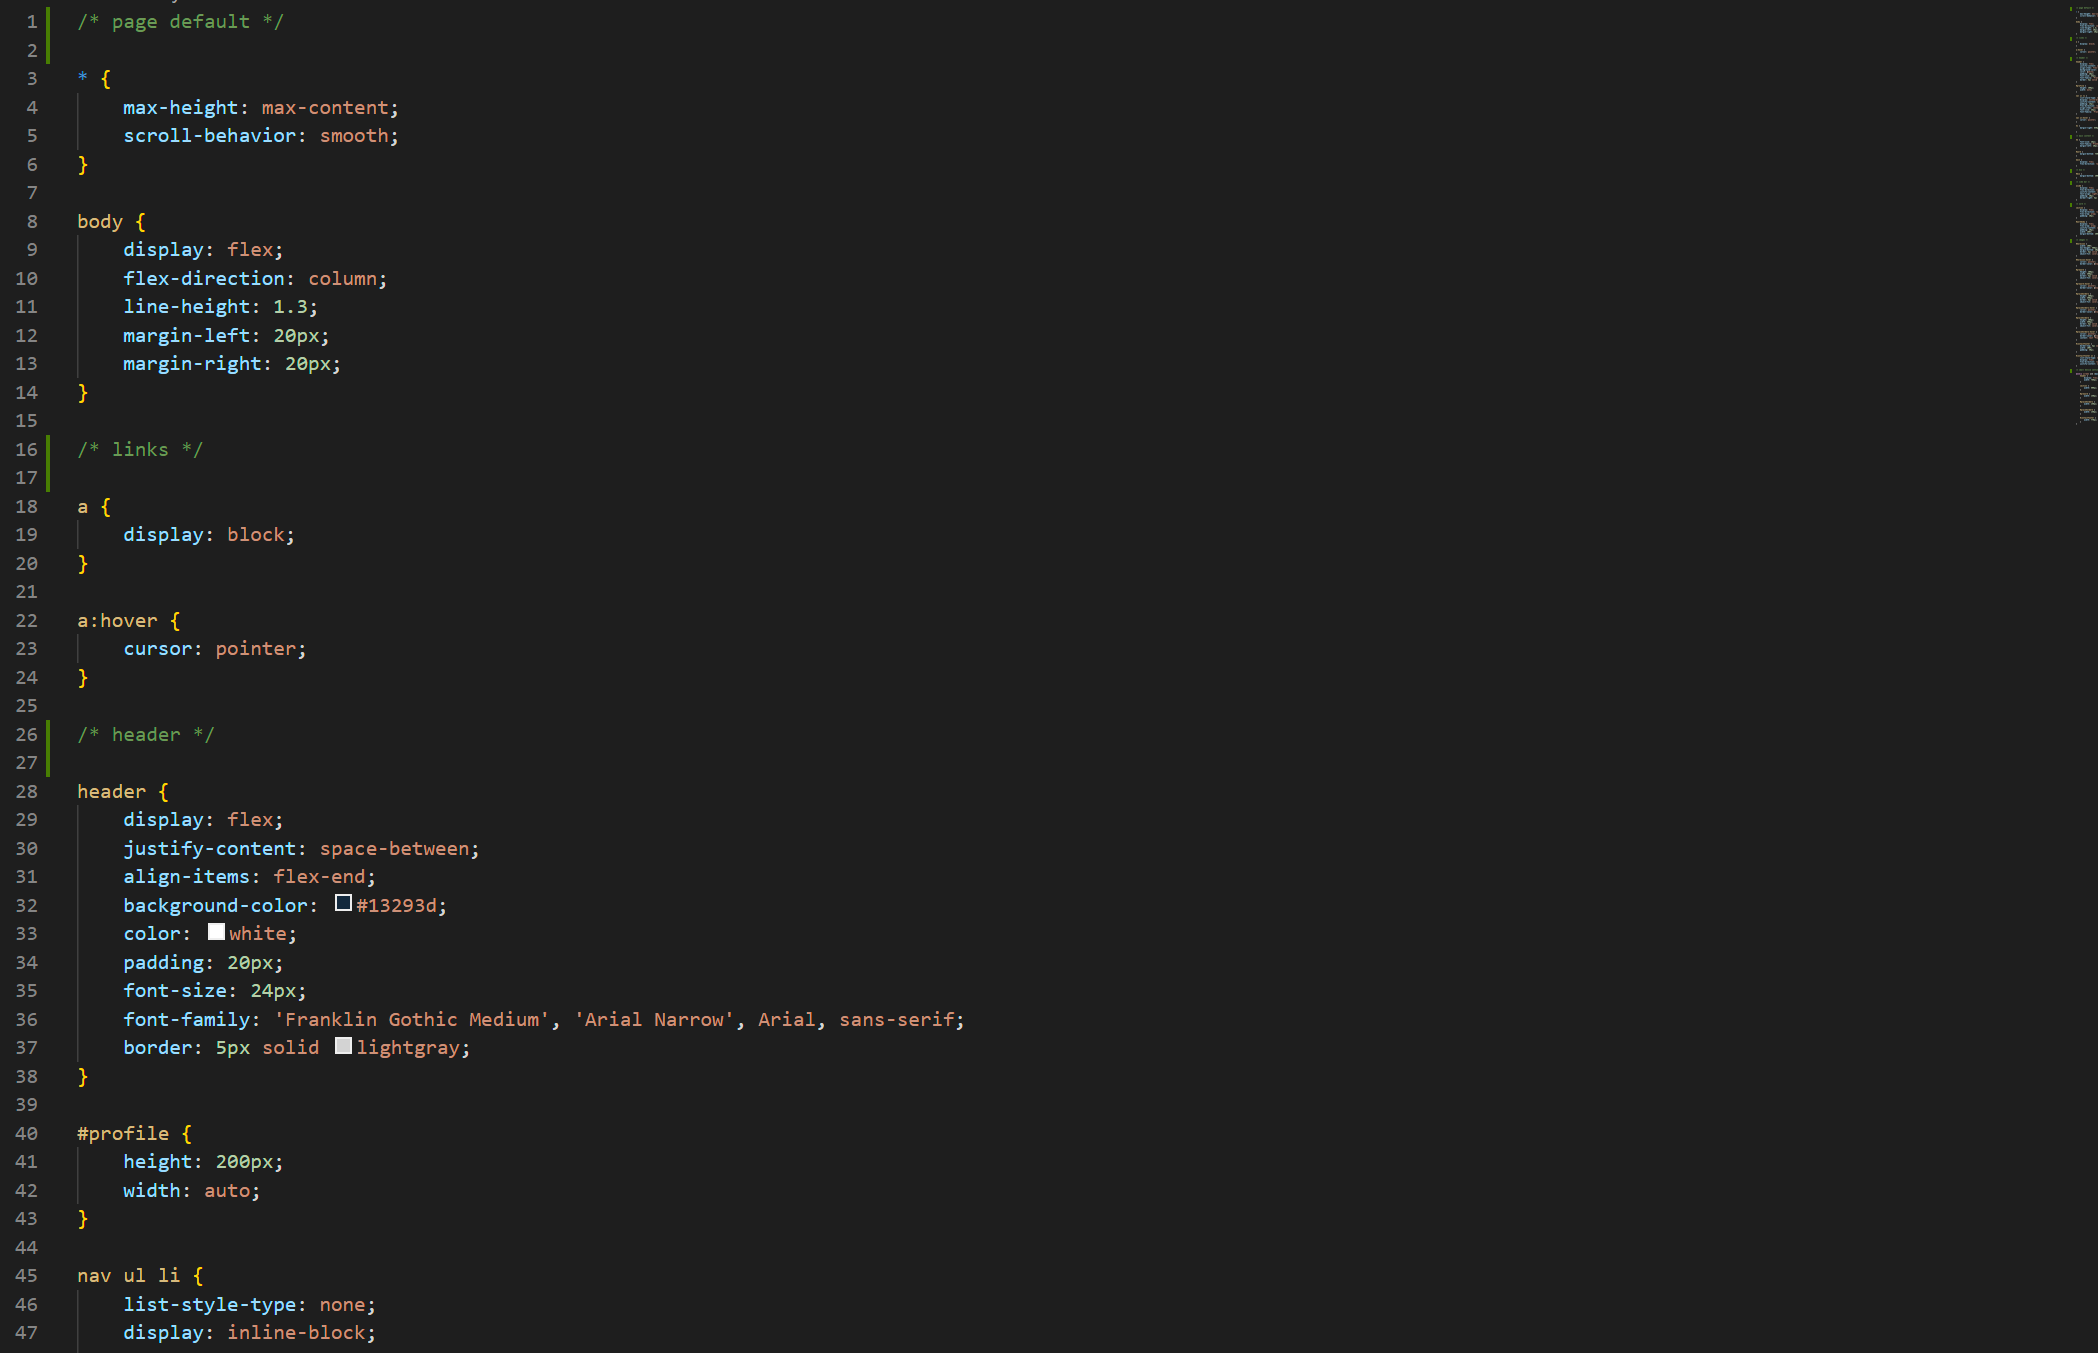 1 /* page default */
2
3 * {
4 max-height: max-content;
5 scroll-behavior: smooth;
6 }
7
8 body {
9 display: flex;
10 flex-direction: column;
11 line-height: 1.3;
12 margin-left: 20px;
13 margin-right: 20px;
14 }
15
16 /* links */
17
18 a {
19 display: block;
20 }
21
22 a:hover {
23 cursor: pointer;
24 }
25
26 /* header */
27
28 header {
29 display: flex;
30 justify-content: space-between;
31 align-items: flex-end;
32 background-color: #13293d;
33 color: white;
34 padding: 20px;
35 font-size: 24px;
36 font-family: 'Franklin Gothic Medium', 'Arial Narrow', Arial, sans-serif;
37 border: 5px solid lightgray;
38 }
39
40 #profile {
41 height: 200px;
42 width: auto;
43 }
44
45 nav ul li {
46 list-style-type: none;
47 display: inline-block;